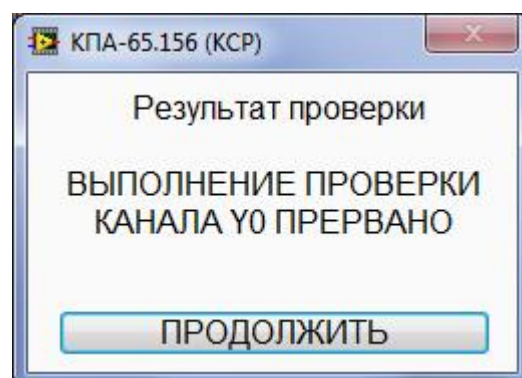 КПА-65.156 (КСР)
Результат проверки
ВЫПОЛНЕНИЕ ПРОВЕРКИ
КАНАЛА Y0 ПРЕРВАНО
ПРОДОЛЖИТЬ